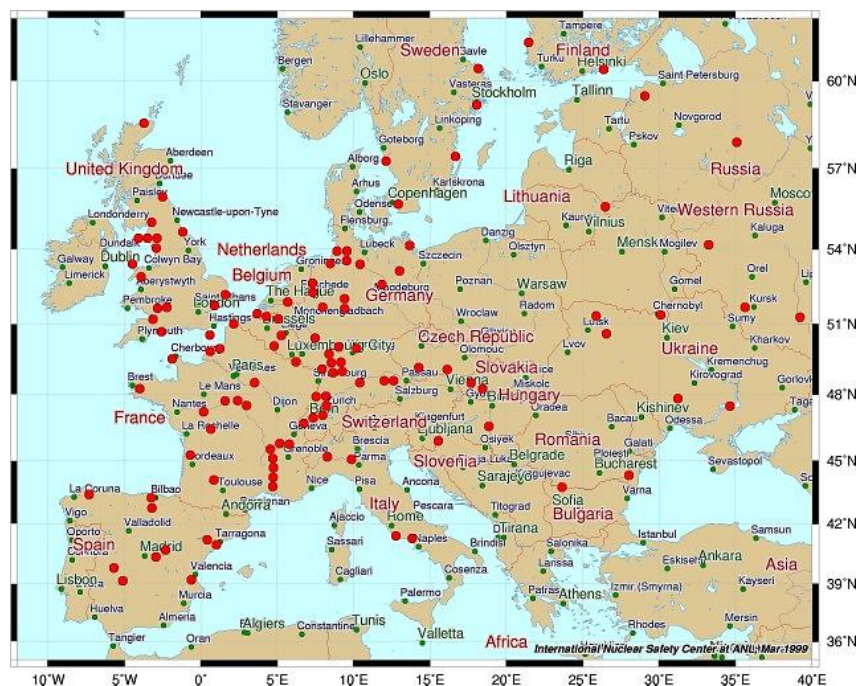 Lillehammer
Sweden
Gavle
Tampere
Finland
Bergen
Oslo
Turku
Helsinki
60°N
Saint Petersburg
Vasteras
Stockholm
Tallinn
Stavanger
Linkoping
Tartu
Novgorod
Pskov
Goteborg
Aberdeen
Alborg
Riga
57°N
United Kingdom
Russia
Paisley
Arhus
Copenhagen
Karlskrona
Lithuania
Moscow
Odense
Western Russia
Londonderry
Newcastle-upon-Tyne
Flensburg
Vilnius
Kaluga
Danzig
Dundalk
York
Netherlands
Lubeck
Olsztyn
Mensk
Mogilev
54°N
Galway
Dublin
Colwyn Bay
Groningen
Szczecin
Limerick
Aberystwyth
Belgium
Orel
The Hague
Germany
Poznan
Warsaw
Gomel
Pembroke
London
Radom
Chernobyl
Kursk
Hastings
Brussels
Wroclaw
Lutsk
Sumy
51°N
Plymouth
Czech Republic
Kiev
Cherbourg
Luxembourg City
Olomouc
Lvov
Ukraine
Kharkov
Paris
Slovakia
Kremenchug
Brest
Le Mans
Passau
Vienna
Miskolc
Kirovograd
Salzburg
Hungary
48°N
Nantes
Dijon
Bern
Zurich
Oradea
Kishinev
France
La Rochelle
Geneva
Switzerland
Klagenfurt
Bacau
Odessa
Ljubljana
Brescia
Osijek
Romania
Galati
Bordeaux
Grenoble
Parma
Slovenia
Belgrade
Ploiesti
45°N
Bucharest
Sevastopol
La Coruna
Bilbao
Toulouse
Nice
Pisa
Ancona
Sarajevo
Varna
Andorra
Italy
Pescara
Sofia
Vigo
Valladolid
Ajaccio
Rome
Titograd
Bulgaria
Oporto
Spain
Madrid
Tarragona
Sassari
Naples
Brindisi
Tirana
Istanbul
Samsun
42°N
Salonika
Ankara
Asia
Lisbon
Valencia
Cagliari
Cosenza
Larissa
Kayseri
39°N
Murcia
Izmir (Smyrna)
Huelva
Almeria
Palermo
Patras
Athens
Mersin
Tangier
Oran
Algiers
Constantine
Tunis
Valletta
Africa
Rhodes
36°N
International Nuclear Safety Center at ANL, Mar 1999
10°W
5°W
0°
5°E
10°E
15°E
20°E
25°E
30°E
35°E
40°E